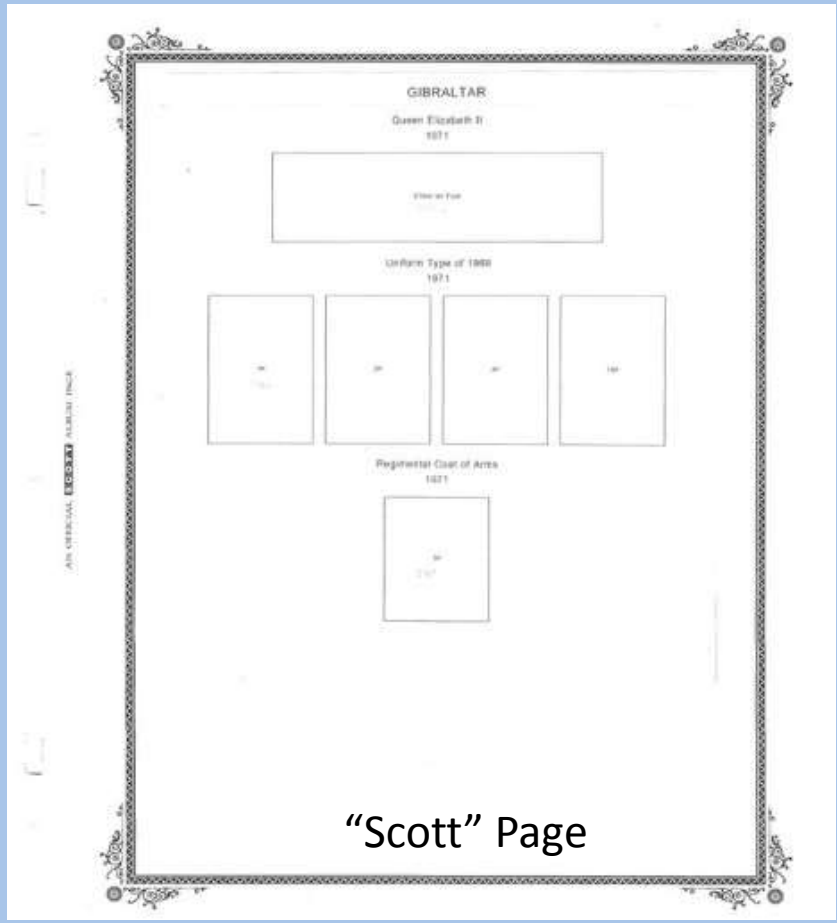 GIBRALTAR
Queen Elizabeth II
1971
Uniform Type of 1969
1971
Regimental Coat of Arms
1971
AN OFFICIAL SCOTT ALBUM PAGE
“Scott” Page